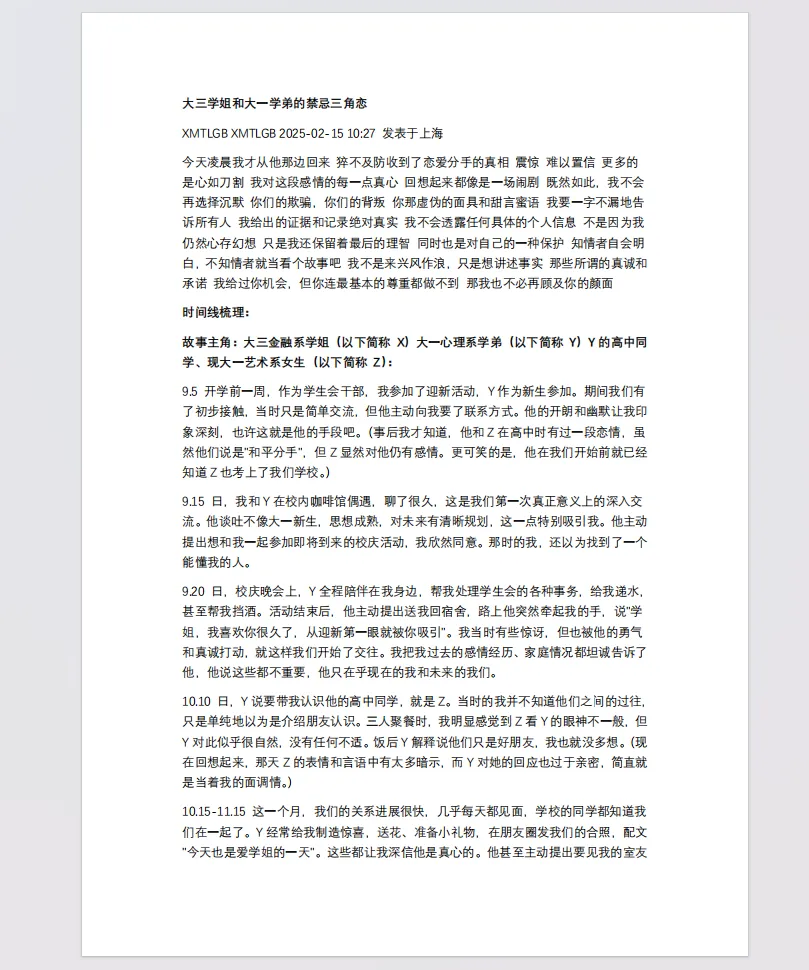 大三学姐和大一学弟的禁忌三角恋
XMTLGB XMTLGB 2025-02-15 10:27 发表于上海
今天凌晨我才从他那边回来 猝不及防收到了恋爱分手的真相 震惊 难以置信 更多的
是心如刀割 我对这段感情的每一点真心 回想起来都像是一场闹剧 既然如此，我不会
再选择沉默 你们的欺骗，你们的背叛 你那虚伪的面具和甜言蜜语 我要一字不漏地告
诉所有人 我给出的证据和记录绝对真实 我不会透露任何具体的个人信息 不是因为我
仍然心存幻想 只是我还保留着最后的理智 同时也是对自己的一种保护 知情者自会明
白，不知情者就当看个故事吧 我不是来兴风作浪，只是想讲述事实 那些所谓的真诚和
承诺 我给过你机会，但你连最基本的尊重都做不到 那我也不必再顾及你的颜面
时间线梳理：
故事主角：大三金融系学姐（以下简称 X）大一心理系学弟（以下简称 Y）Y 的高中同
学、现大一艺术系女生（以下简称 Z）：
9.5 开学前一周，作为学生会干部，我参加了迎新活动，Y 作为新生参加。期间我们有
了初步接触，当时只是简单交流，但他主动向我要了联系方式。他的开朗和幽默让我印
象深刻，也许这就是他的手段吧。（事后我才知道，他和 Z 在高中时有过一段恋情，虽
然他们说是"和平分手"，但 Z 显然对他仍有感情。更可笑的是，他在我们开始前就已经
知道 Z 也考上了我们学校。）
9.15 日，我和 Y 在校内咖啡馆偶遇，聊了很久，这是我们第一次真正意义上的深入交
流。他谈吐不像大一新生，思想成熟，对未来有清晰规划，这一点特别吸引我。他主动
提出想和我一起参加即将到来的校庆活动，我欣然同意。那时的我，还以为找到了一个
能懂我的人。
9.20 日，校庆晚会上，Y 全程陪伴在我身边，帮我处理学生会的各种事务，给我递水，
甚至帮我挡酒。活动结束后，他主动提出送我回宿舍，路上他突然牵起我的手，说"学
姐，我喜欢你很久了，从迎新第一眼就被你吸引"。我当时有些惊讶，但也被他的勇气
和真诚打动，就这样我们开始了交往。我把我过去的感情经历、家庭情况都坦诚告诉了
他，他说这些都不重要，他只在乎现在的我和未来的我们。
10.10 日，Y 说要带我认识他的高中同学，就是 Z。当时的我并不知道他们之间的过往，
只是单纯地以为是介绍朋友认识。三人聚餐时，我明显感觉到 Z 看 Y 的眼神不一般，但
Y 对此似乎很自然，没有任何不适。饭后 Y 解释说他们只是好朋友，我也就没多想。（现
在回想起来，那天 Z 的表情和言语中有太多暗示，而 Y 对她的回应也过于亲密，简直就
是当着我的面调情。）
10.15-11.15 这一个月，我们的关系进展很快，几乎每天都见面，学校的同学都知道我
们在一起了。Y 经常给我制造惊喜，送花、准备小礼物，在朋友圈发我们的合照，配文
"今天也是爱学姐的一天"。这些都让我深信他是真心的。他甚至主动提出要见我的室友